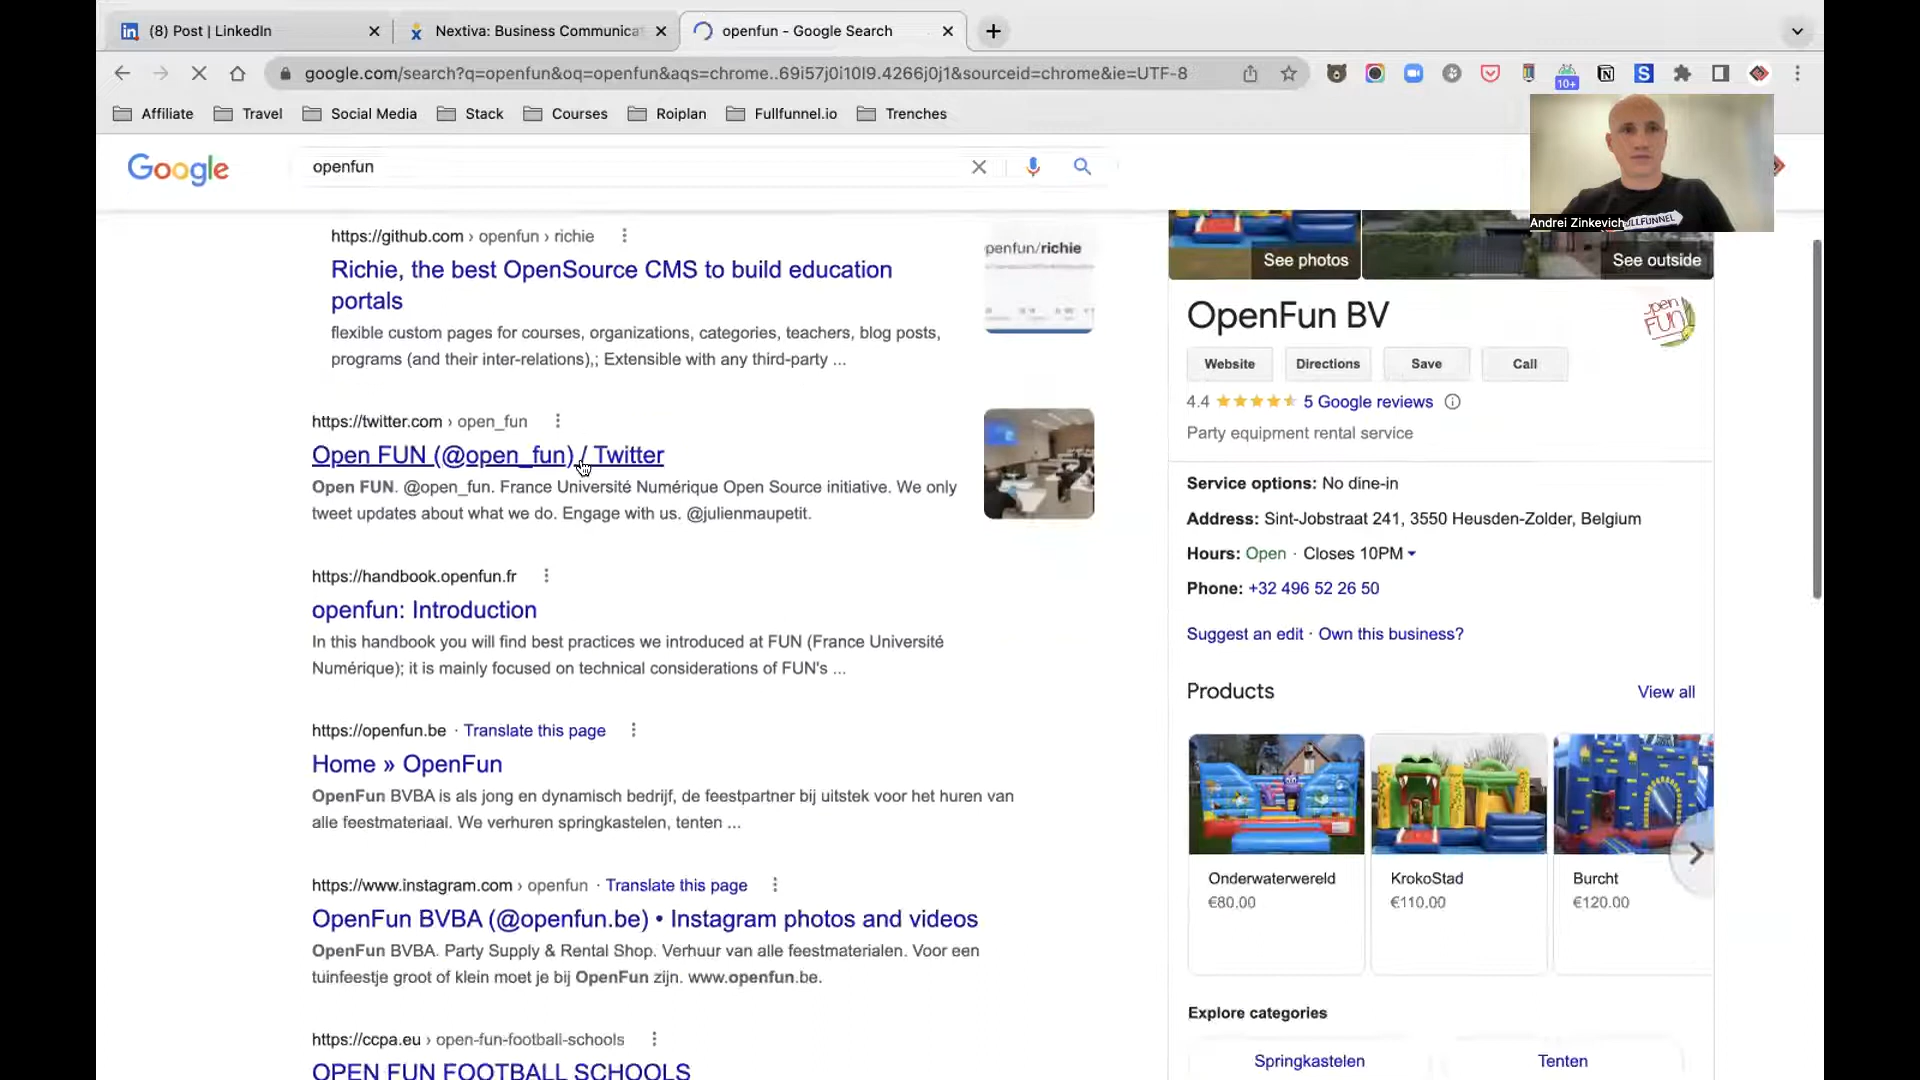 (8) Post | LinkedIn
Nextiva: Business Communica
openfun - Google Search
google.com/search?q=openfun&oq=openfun&aqs=chrome..69i57j0i10l9.4266j0j1&sourceid=chrome&ie=UTF-8
10+
Affiliate
Travel
Social Media
Stack
Courses
Roiplan
Fullfunnel.io
Trenches
Google
openfun
Andrei Zinkevich
https://github.com › openfun › richie
Richie, the best OpenSource CMS to build education
portals
flexible custom pages for courses, organizations, categories, teachers, blog posts,
programs (and their inter-relations),; Extensible with any third-party ...
penfun/richie
https://twitter.com › open_fun
Open FUN (@open_fun) / Twitter
Open FUN. @open_fun. France Université Numérique Open Source initiative. We only
tweet updates about what we do. Engage with us. @julienmaupetit.
https://handbook.openfun.fr
openfun: Introduction
In this handbook you will find best practices we introduced at FUN (France Université
Numérique); it is mainly focused on technical considerations of FUN's ...
https://openfun.be · Translate this page
Home » OpenFun
OpenFun BVBA is als jong en dynamisch bedrijf, de feestpartner bij uitstek voor het huren van
alle feestmateriaal. We verhuren springkastelen, tenten ...
https://www.instagram.com › openfun · Translate this page
OpenFun BVBA (@openfun.be) • Instagram photos and videos
OpenFun BVBA. Party Supply & Rental Shop. Verhuur van alle feestmaterialen. Voor een
tuinfeestje groot of klein moet je bij OpenFun zijn. www.openfun.be.
https://ccpa.eu › open-fun-football-schools
OPEN FUN FOOTBALL SCHOOLS
See photos
See outside
OpenFun BV
Website
Directions
Save
Call
4.4
5 Google reviews
Party equipment rental service
Service options: No dine-in
Address: Sint-Jobstraat 241, 3550 Heusden-Zolder, Belgium
Hours: Open · Closes 10PM
Phone: +32 496 52 26 50
Suggest an edit · Own this business?
Products
View all
Onderwaterwereld
€80.00
KrokoStad
€110.00
Burcht
€120.00
Explore categories
Springkastelen
Tenten